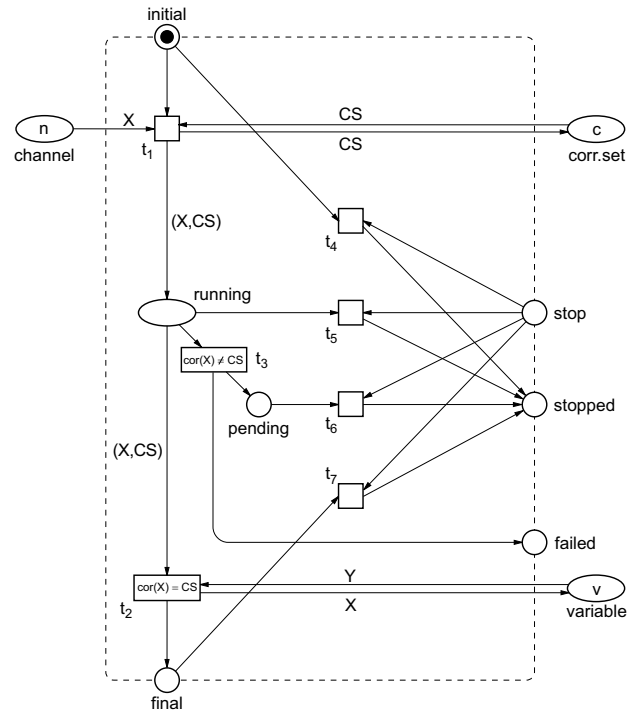 initial
n
X
CS
CS
c
channel
t1
corr.set
(X,CS)
t4
running
stop
t5
cor(X) ≠ CS
t3
pending
t6
stopped
(X,CS)
t7
failed
Y
cor(X) = CS
v
t2
X
variable
final